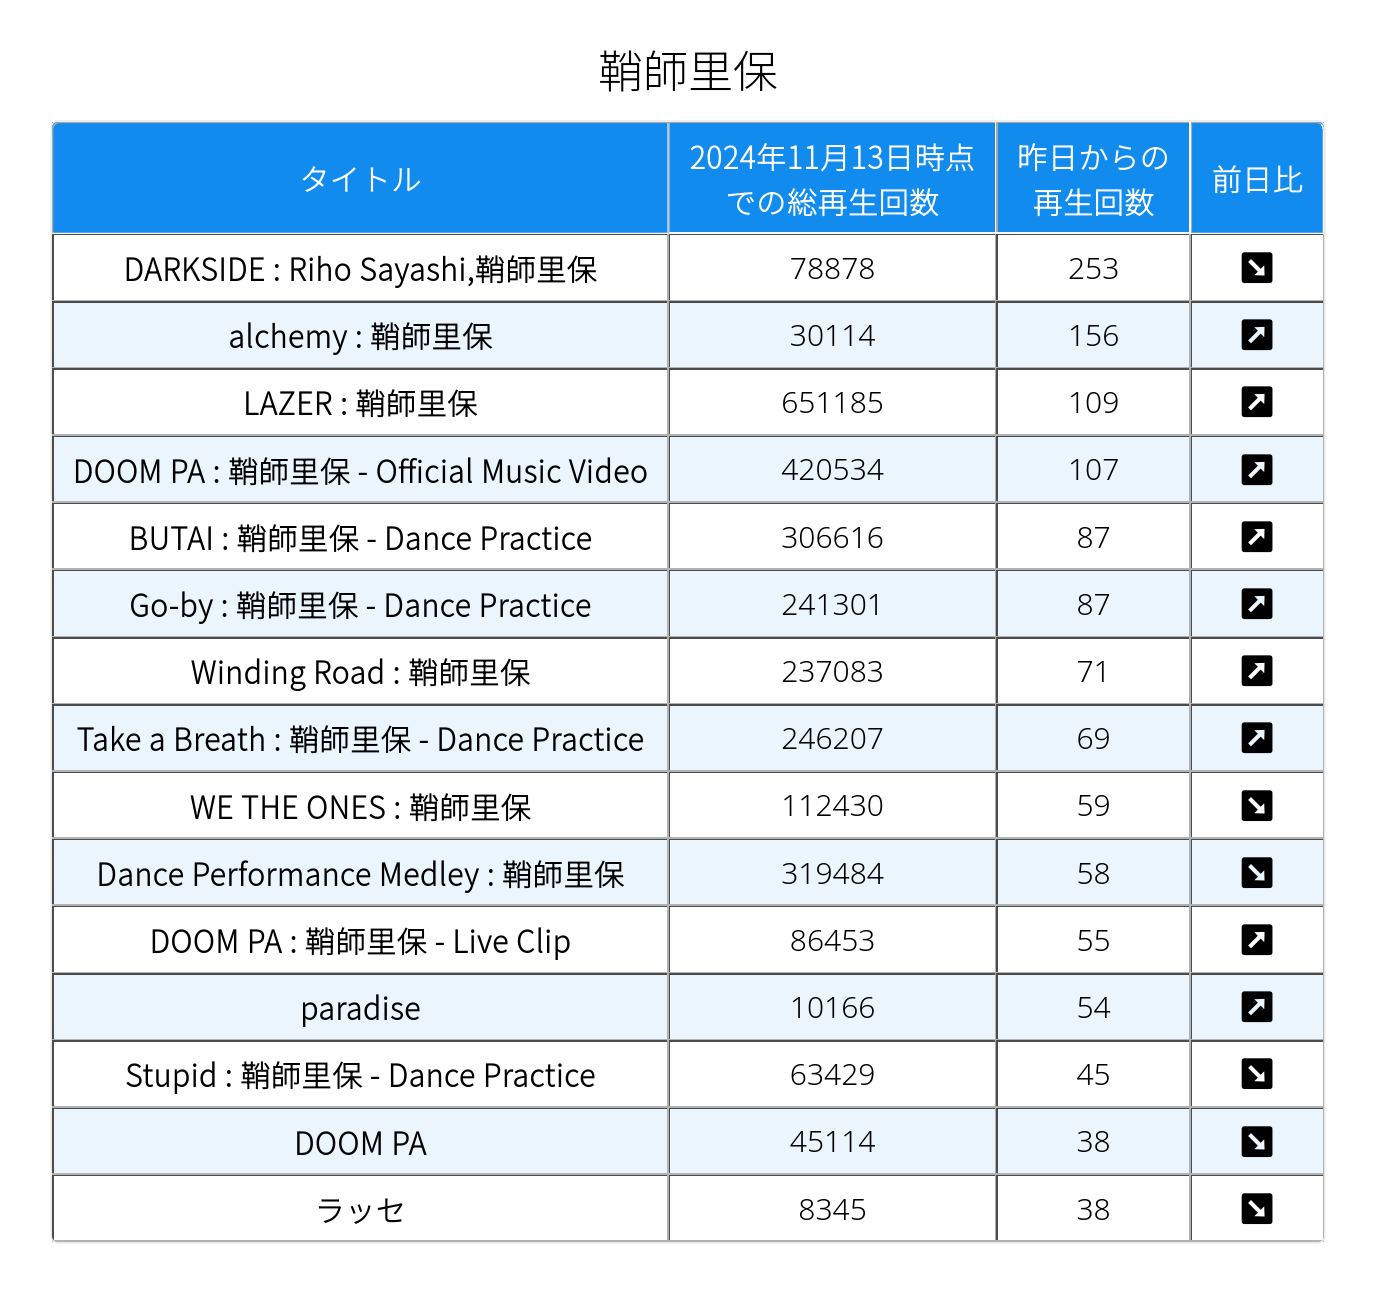 鞘師里保
タイトル 2024年11月13日時点 昨日からの 前日比
での総再生回数 再生回数
DARKSIDE : Riho Sayashi,鞘師里保 78878 253 ↘
alchemy : 鞘師里保 30114 156 ↗
LAZER : 鞘師里保 651185 109 ↗
DOOM PA : 鞘師里保 - Official Music Video 420534 107 ↗
BUTAI : 鞘師里保 - Dance Practice 306616 87 ↗
Go-by : 鞘師里保 - Dance Practice 241301 87 ↗
Winding Road : 鞘師里保 237083 71 ↗
Take a Breath : 鞘師里保 - Dance Practice 246207 69 ↗
WE THE ONES : 鞘師里保 112430 59 ↘
Dance Performance Medley : 鞘師里保 319484 58 ↘
DOOM PA : 鞘師里保 - Live Clip 86453 55 ↗
paradise 10166 54 ↗
Stupid : 鞘師里保 - Dance Practice 63429 45 ↘
DOOM PA 45114 38 ↘
ラッセ 8345 38 ↘